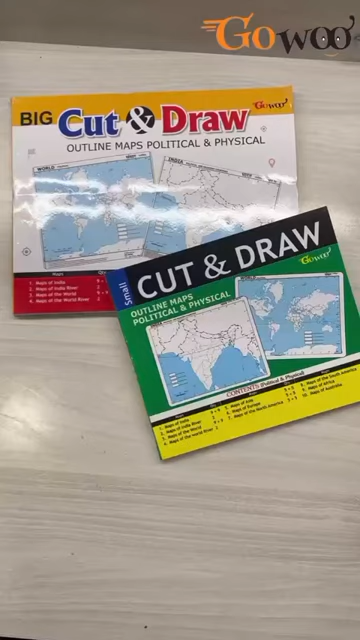 Gowoo
BIG Cut & Draw
Gowoo
OUTLINE MAPS POLITICAL & PHYSICAL
WORLD
INDIA
Maps
1. Maps of India
2. Maps of India River
3. Maps of the World
4. Maps of the World River
Small CUT & DRAW
Gowoo
OUTLINE MAPS
POLITICAL & PHYSICAL
CONTENTS (Political & Physical)
1. Maps of India
2. Maps of India River
3. Maps of the World
4. Maps of the world River 2
5. Maps of Asia
6. Maps of Europe
7. Maps of the North America
8. Maps of the South America
9. Maps of Africa
10. Maps of Australia